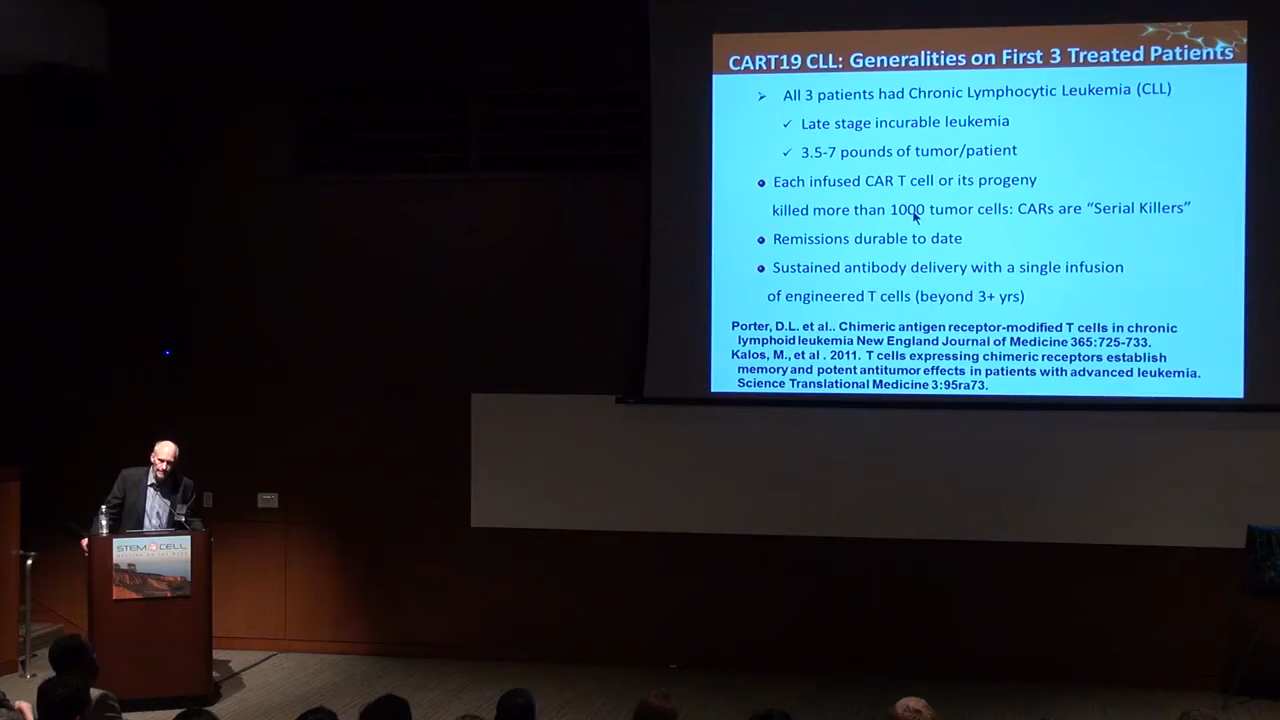 CART19 CLL: Generalities on First 3 Treated Patients
All 3 patients had Chronic Lymphocytic Leukemia (CLL)
Late stage incurable leukemia
3.5-7 pounds of tumor/patient
Each infused CAR T cell or its progeny
killed more than 1000 tumor cells: CARs are “Serial Killers”
Remissions durable to date
Sustained antibody delivery with a single infusion
of engineered T cells (beyond 3+ yrs)
Porter, D.L. et al.. Chimeric antigen receptor-modified T cells in chronic
lymphoid leukemia New England Journal of Medicine 365:725-733.
Kalos, M., et al . 2011. T cells expressing chimeric receptors establish
memory and potent antitumor effects in patients with advanced leukemia.
Science Translational Medicine 3:95ra73.
STEM CELL
MEETING ON THE MESA